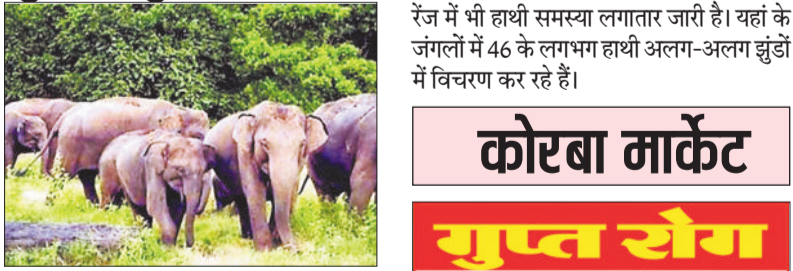 रेंज में भी हाथी समस्या लगातार जारी है। यहां के
जंगलों में 46 के लगभग हाथी अलग-अलग झुंडों
में विचरण कर रहे हैं।
कोरबा मार्केट
गुप्त रोग